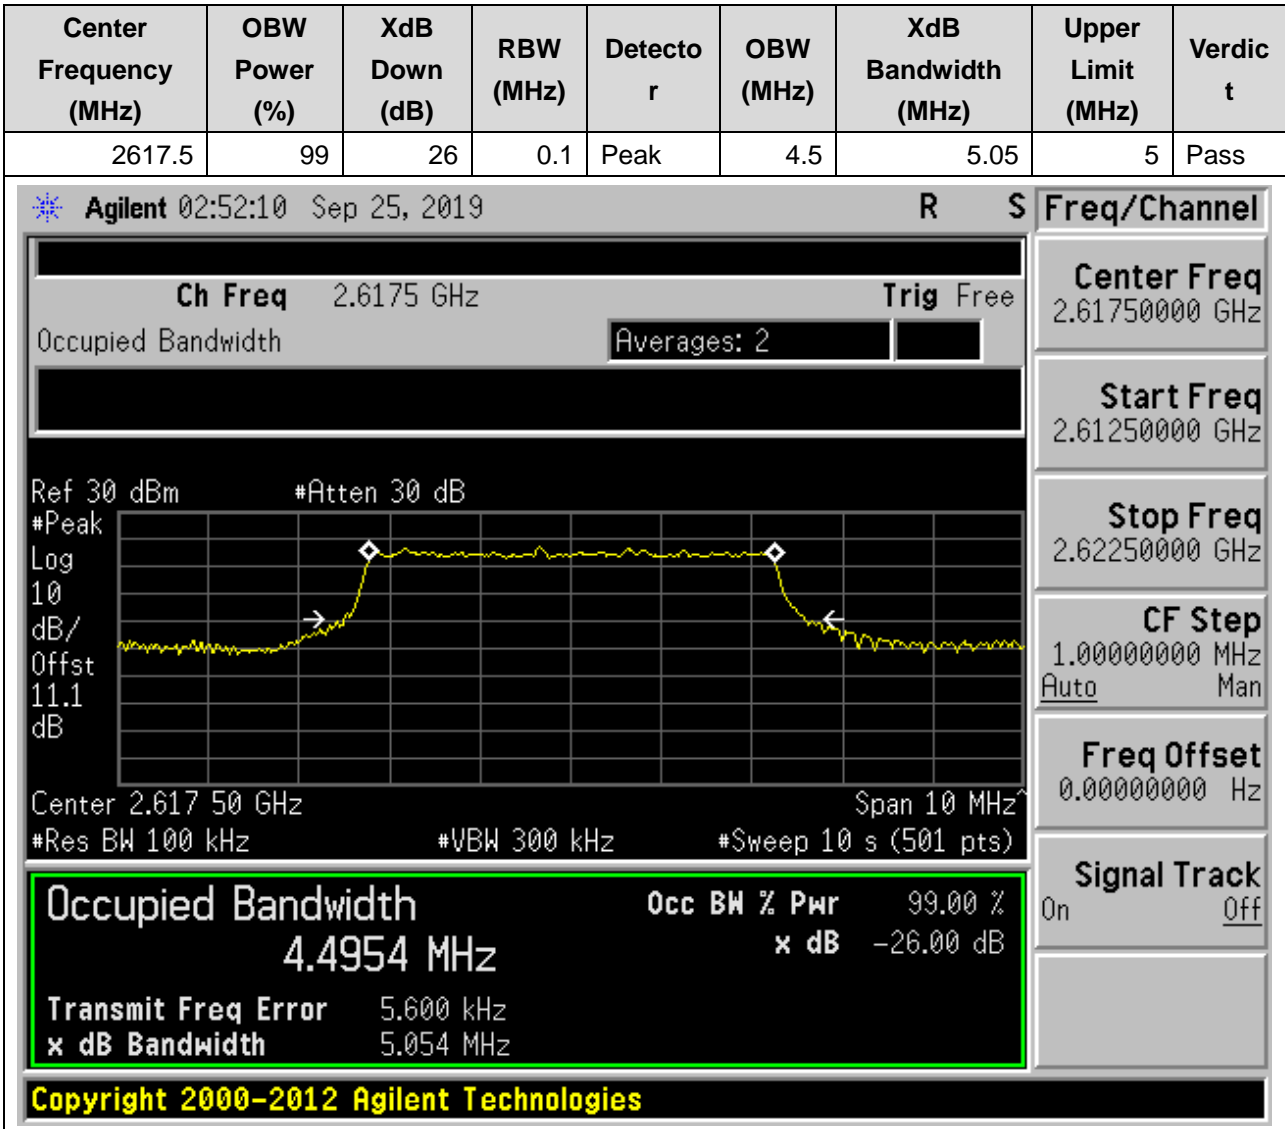 Center Frequency (MHz) OBW Power (%) XdB Down (dB) RBW (MHz) Detecto r OBW (MHz) XdB Bandwidth (MHz) Upper Limit (MHz) Verdic t
2617.5 99 26 0.1 Peak 4.5 5.05 5 Pass
Agilent 02:52:10 Sep 25, 2019 R S
Ch Freq 2.6175 GHz Trig Free
Occupied Bandwidth Averages: 2
Ref 30 dBm #Atten 30 dB
#Peak
Log
10
dB/
Offst
11.1
dB
Center 2.617 50 GHz Span 10 MHz^
#Res BW 100 kHz #VBW 300 kHz #Sweep 10 s (501 pts)
Occupied Bandwidth Occ BW % Pwr 99.00 %
4.4954 MHz x dB -26.00 dB
Transmit Freq Error 5.600 kHz
x dB Bandwidth 5.054 MHz
Copyright 2000-2012 Agilent Technologies
Freq/Channel
Center Freq
2.61750000 GHz
Start Freq
2.61250000 GHz
Stop Freq
2.62250000 GHz
CF Step
1.00000000 MHz
Auto Man
Freq Offset
0.00000000 Hz
Signal Track
On Off